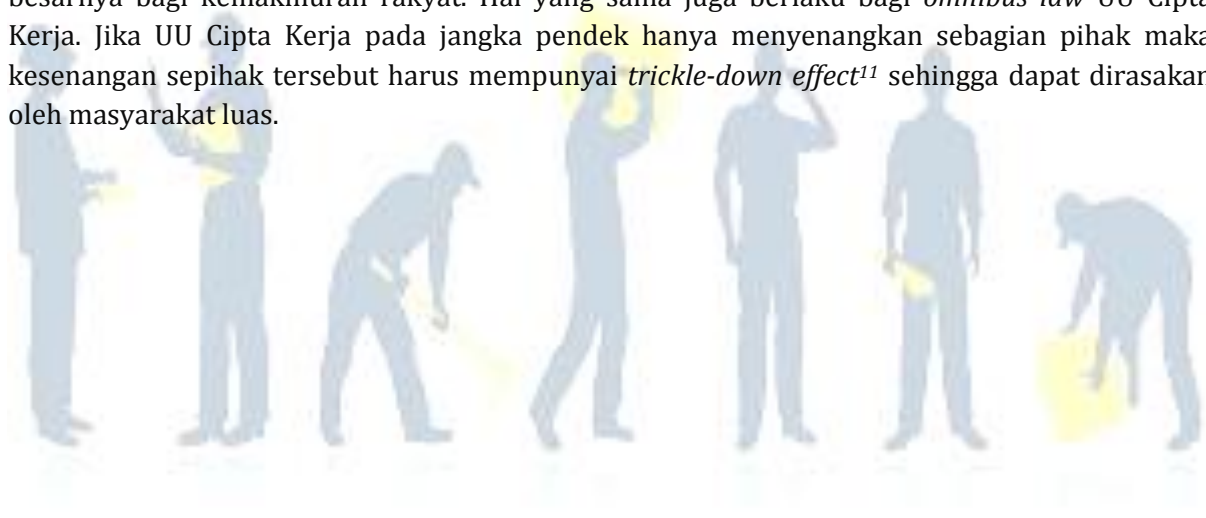 besarnya bagi kemakmuran rakyat. Hal yang sama juga berlaku bagi omnibus law UU Cipta
Kerja. Jika UU Cipta Kerja pada jangka pendek hanya menyenangkan sebagian pihak maka
kesenangan sepihak tersebut harus mempunyai trickle-down effect¹¹ sehingga dapat dirasakan
oleh masyarakat luas.